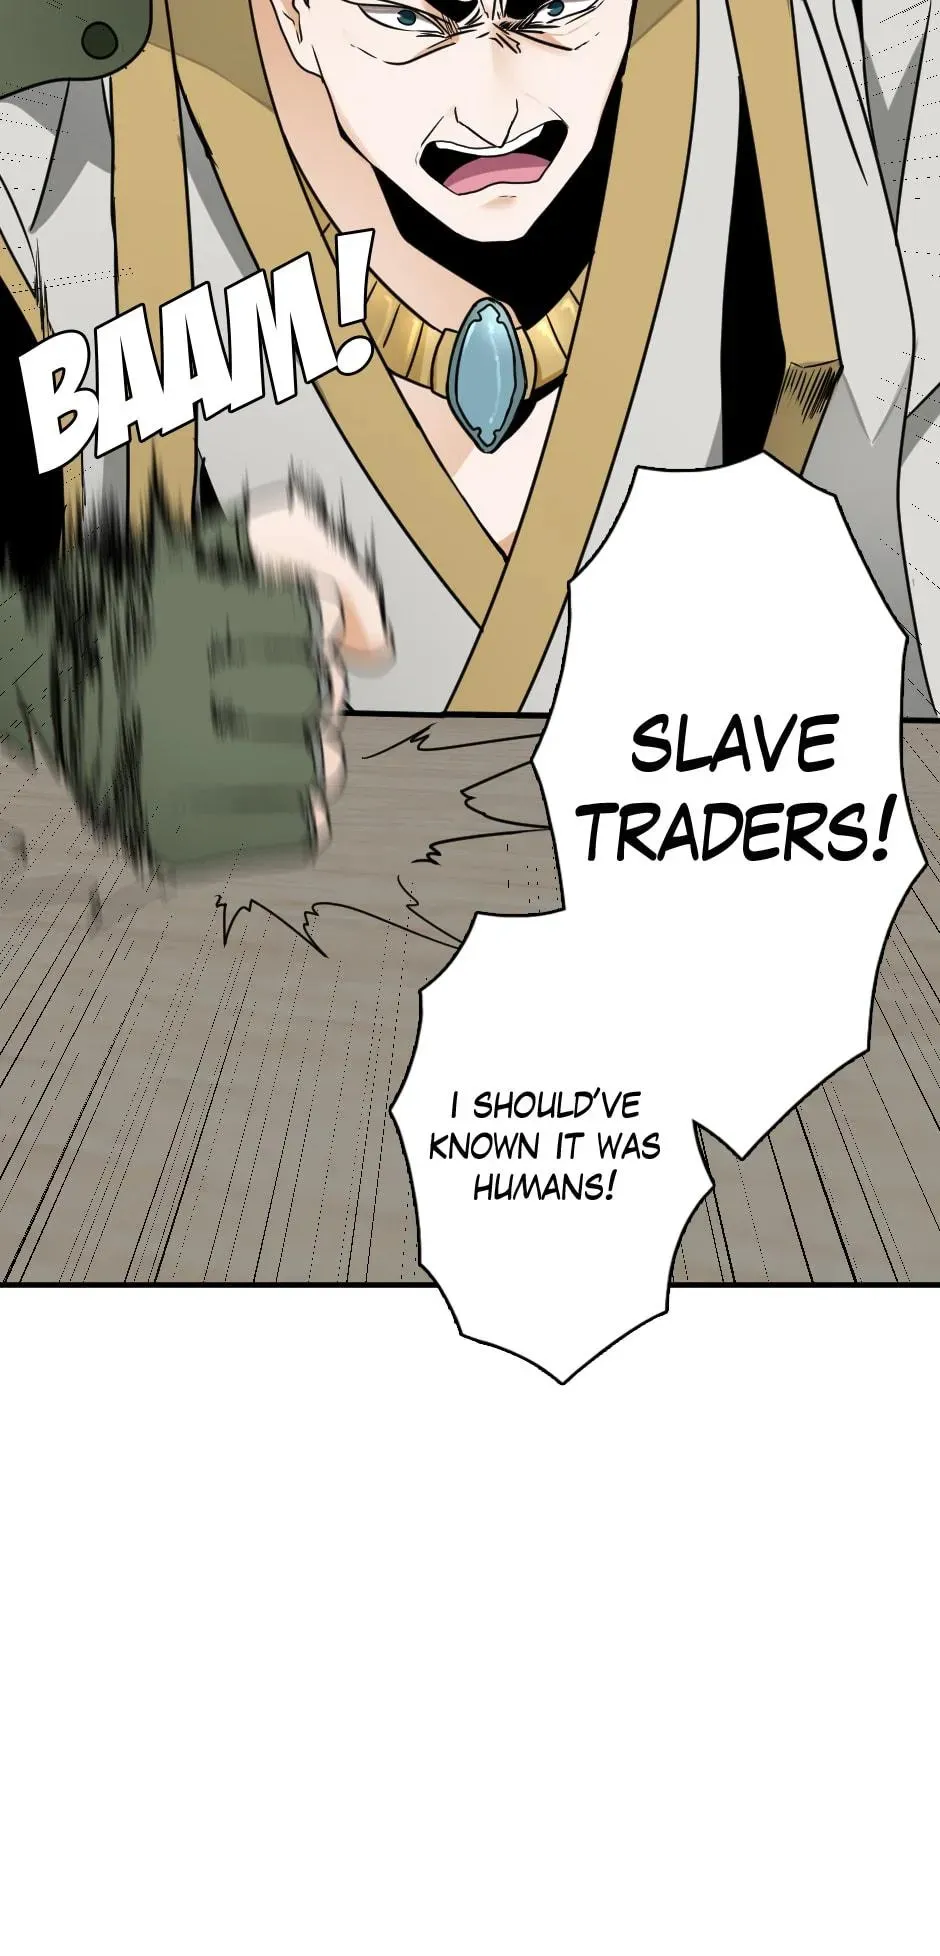 BAAM!
SLAVE
TRADERS!
I SHOULD'VE
KNOWN IT WAS
HUMANS!